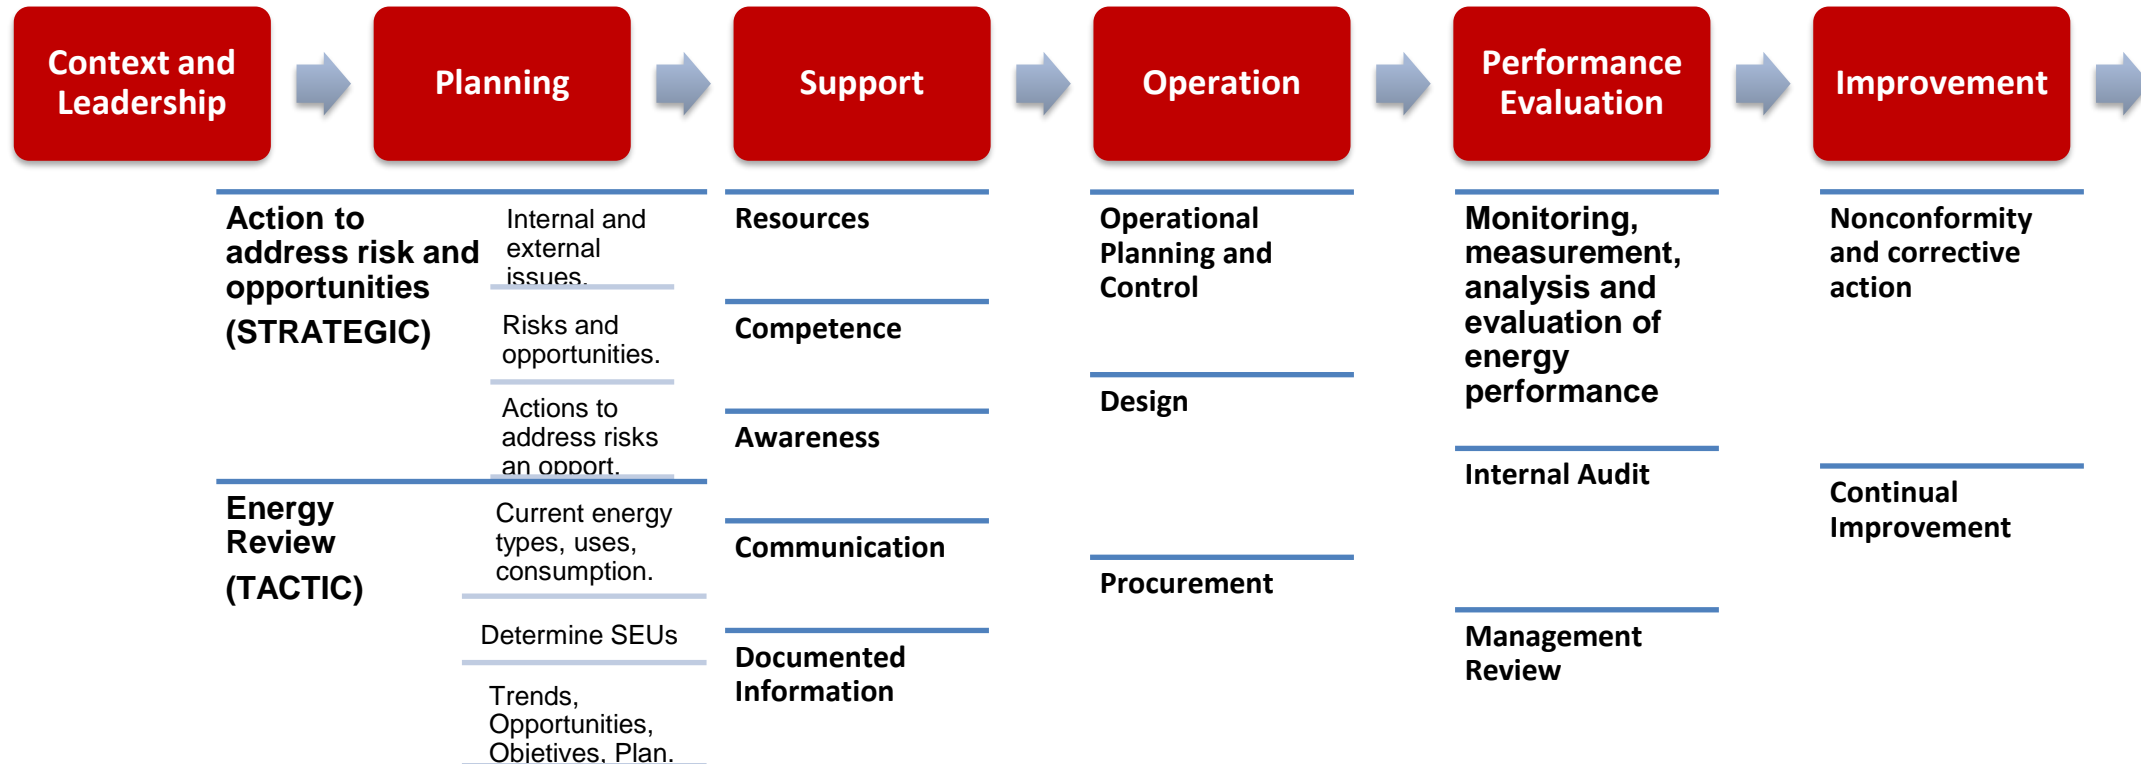 Context and
Leadership
Planning
Support
Operation
Performance
Evaluation
Improvement
Action to
address risk and
opportunities
(STRATEGIC)
Internal and
external
issues.
Risks and
opportunities.
Actions to
address risks
an opport.
Energy
Review
(TACTIC)
Current energy
types, uses,
consumption.
Determine SEUs
Trends,
Opportunities,
Objetives, Plan.
Resources
Competence
Awareness
Communication
Documented
Information
Operational
Planning and
Control
Design
Procurement
Monitoring,
measurement,
analysis and
evaluation of
energy
performance
Internal Audit
Management
Review
Nonconformity
and corrective
action
Continual
Improvement